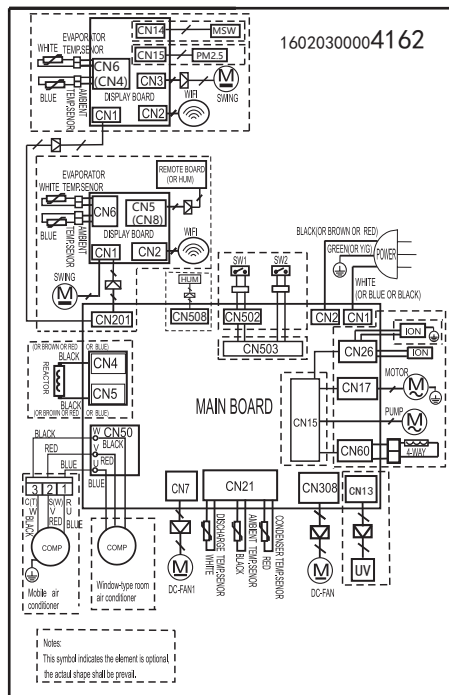 16020300004162
CN14
MSW
CN15
PM2.5
EVAPORATOR
TEMP.SENOR
WHITE
CN6
(CN4)
CN3
DISPLAY BOARD
WIFI
SWING
BLUE
AMBIENT
TEMP.SENOR
CN1
CN2
EVAPORATOR
WHITE TEMP.SENOR
REMOTE BOARD
(OR HUM)
CN6
CN5
(CN8)
BLUE
AMBIENT
TEMP.SENOR
DISPLAY BOARD
WIFI
CN1
CN2
SWING
M
HUM
SW1
SW2
BLACK(OR BROWN OR RED)
GREEN(OR Y/G)
POWER
WHITE
(OR BLUE OR BLACK)
CN201
CN508
CN502
CN503
CN2
CN1
(OR BROWN OR RED
OR BLUE)
BLACK
REACTOR
CN4
CN5
BLACK
(OR BROWN OR RED
OR BLUE)
MAIN BOARD
CN26
ION
ION
CN17
MOTOR
M
CN15
PUMP
M
CN60
4-WAY
BLACK
RED
BLUE
W
V
U
CN50
BLACK
RED
BLUE
3
2
1
C(T)
W
BLACK
S(W)
V
RED
R
U
BLUE
COMP
COMP
Mobile air
conditioner
Window-type room
air conditioner
CN7
CN21
CN308
CN13
DISCHARGE TEMP.SENOR
WHITE
AMBIENT TEMP.SENOR
BLACK
CONDENSER TEMP.SENOR
RED
M
DC-FAN1
M
DC-FAN
UV
Notes:
This symbol indicates the element is optional,
the actaul shape shall be prevail.